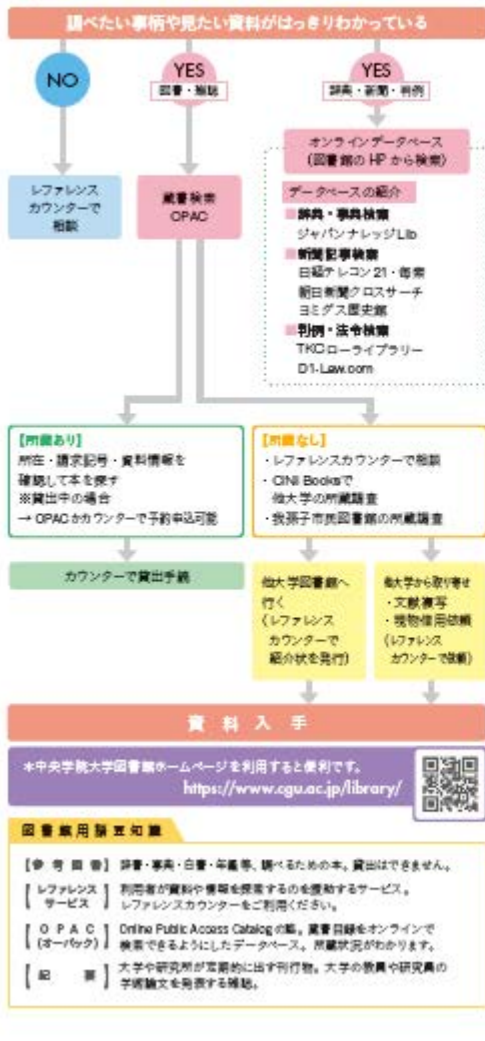 調べたい事柄や見たい資料がはっきりわかっている
NO
YES
図書・雑誌
YES
辞典・新聞・判例
レファレンス
カウンターで
相談
蔵書検索
OPAC
オンラインデータベース
(図書館の HP から検索)
データベースの紹介
■辞典・事典検索
ジャパンナレッジLib
■新聞記事検索
日経テレコン21・毎索
朝日新聞クロスサーチ
ヨミダス歴史館
■判例・法令検索
TKCローライブラリー
D1-Law.com
【所蔵あり】
所在・請求記号・資料情報を
確認して本を探す
※貸出中の場合
→ OPACかカウンターで予約申込可能
【所蔵なし】
・レファレンスカウンターで相談
・CiNii Booksで
他大学の所蔵調査
・我孫子市民図書館の所蔵調査
カウンターで貸出手続
他大学図書館へ
行く
(レファレンス
カウンターで
紹介状を発行)
他大学から取り寄せ
・文献複写
・現物借用依頼
(レファレンス
カウンターで依頼)
資料入手
*中央学院大学図書館ホームページを利用すると便利です。
https://www.cgu.ac.jp/library/
図書館用語豆知識
【参考図書】 辞書・事典・白書・年鑑等、調べるための本。貸出はできません。
【レファレンス サービス】 利用者が資料や情報を探索するのを援助するサービス。
レファレンスカウンターをご利用ください。
【OPAC (オーパック)】 Online Public Access Catalogの略。蔵書目録をオンラインで
検索できるようにしたデータベース。所蔵状況がわかります。
【紀要】 大学や研究所が定期的に出す刊行物。大学の教員や研究員の
学術論文を発表する雑誌。